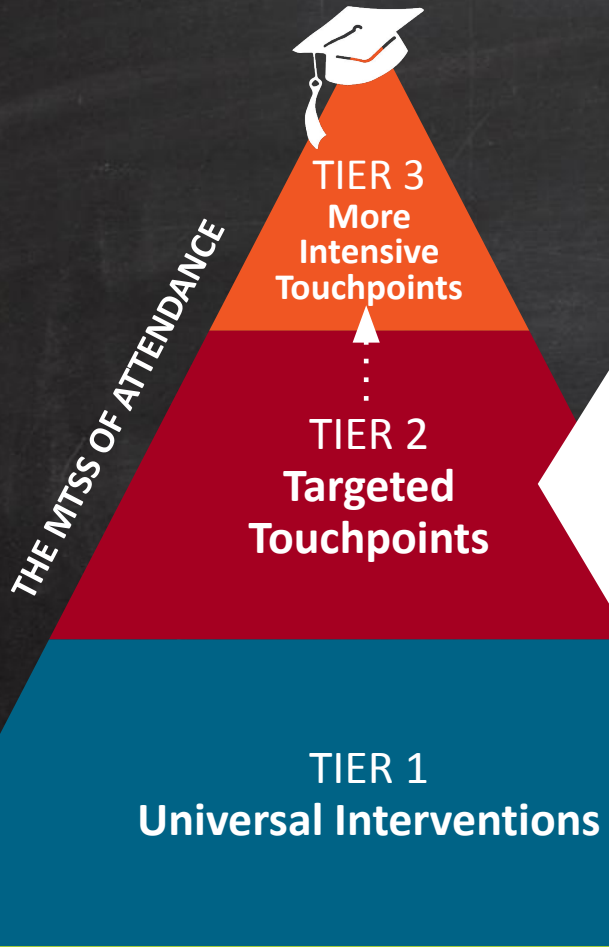 TIER 3
More
Intensive
Touchpoints
THE MTSS OF ATTENDANCE
TIER 2
Targeted
Touchpoints
TIER 1
Universal Interventions